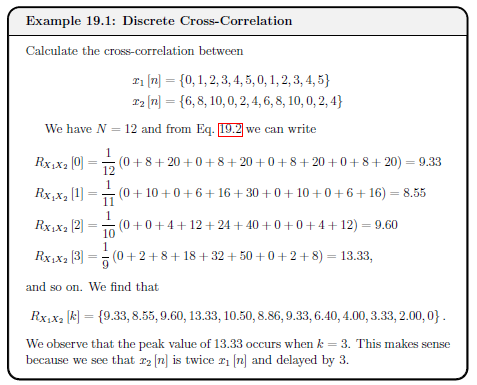 Example 19.1: Discrete Cross-Correlation
Calculate the cross-correlation between
x₁ [n] = {0, 1, 2, 3, 4, 5, 0, 1, 2, 3, 4, 5}
x₂ [n] = {6, 8, 10, 0, 2, 4, 6, 8, 10, 0, 2, 4}
We have N = 12 and from Eq. 19.2 we can write
R_{X₁X₂} [0] = \frac{1}{12} (0 + 8 + 20 + 0 + 8 + 20 + 0 + 8 + 20 + 0 + 8 + 20) = 9.33
R_{X₁X₂} [1] = \frac{1}{11} (0 + 10 + 0 + 6 + 16 + 30 + 0 + 10 + 0 + 6 + 16) = 8.55
R_{X₁X₂} [2] = \frac{1}{10} (0 + 0 + 4 + 12 + 24 + 40 + 0 + 0 + 4 + 12) = 9.60
R_{X₁X₂} [3] = \frac{1}{9} (0 + 2 + 8 + 18 + 32 + 50 + 0 + 2 + 8) = 13.33,
and so on. We find that
R_{X₁X₂} [k] = {9.33, 8.55, 9.60, 13.33, 10.50, 8.86, 9.33, 6.40, 4.00, 3.33, 2.00, 0} .
We observe that the peak value of 13.33 occurs when k = 3. This makes sense
because we see that x₂ [n] is twice x₁ [n] and delayed by 3.